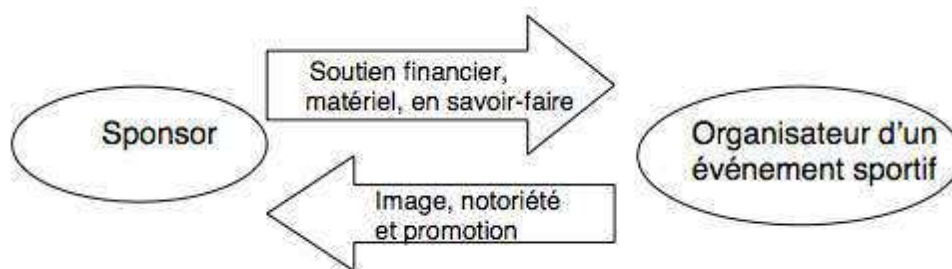 Sponsor
Soutien financier,
matériel, en savoir-faire
Image, notoriété
et promotion
Organisateur d'un
événement sportif